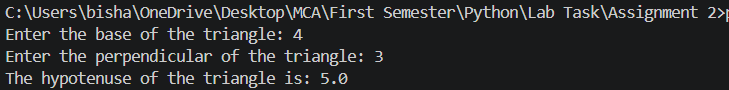 C:\Users\bisha\OneDrive\Desktop\MCA\First Semester\Python\Lab Task\Assignment 2>
Enter the base of the triangle: 4
Enter the perpendicular of the triangle: 3
The hypotenuse of the triangle is: 5.0